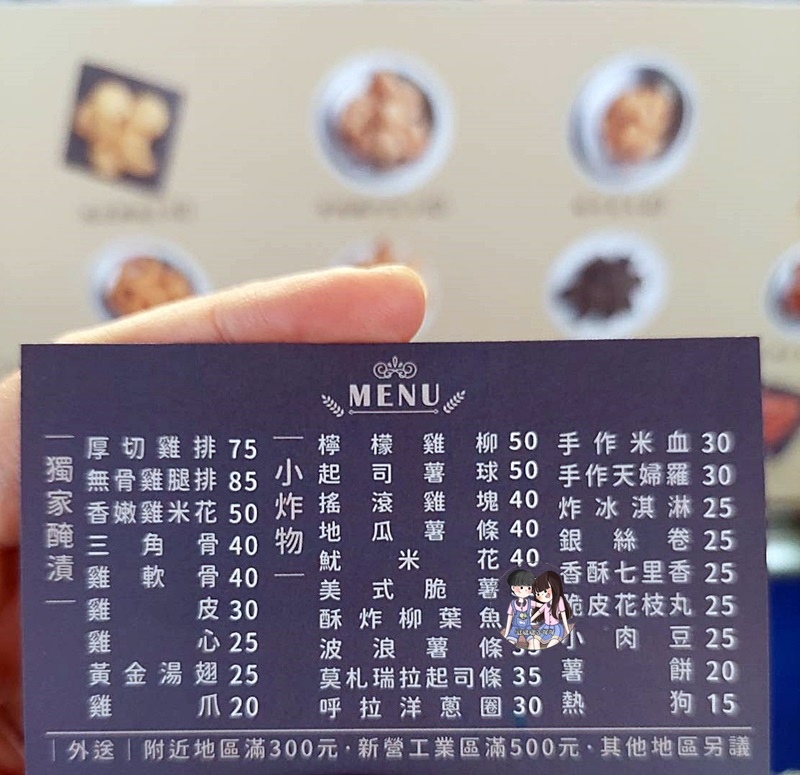 MENU
獨家醃漬
厚切雞排 75
無骨雞腿排 85
香嫩雞米花 50
三角骨 40
雞軟骨 40
雞皮 30
雞心 25
黃金湯翅 25
雞爪 20
小炸物
檸檬雞柳 50
起司薯球 50
搖滾雞塊 40
地瓜薯條 40
魷米花 40
美式脆薯
酥炸柳葉魚
波浪薯條
莫札瑞拉起司條 35
呼拉洋蔥圈 30
手作米血 30
手作天婦羅 30
炸冰淇淋 25
銀絲卷 25
香酥七里香 25
脆皮花枝丸 25
小肉豆 25
薯餅 20
熱狗 15
外送｜附近地區滿300元·新營工業區滿500元·其他地區另議